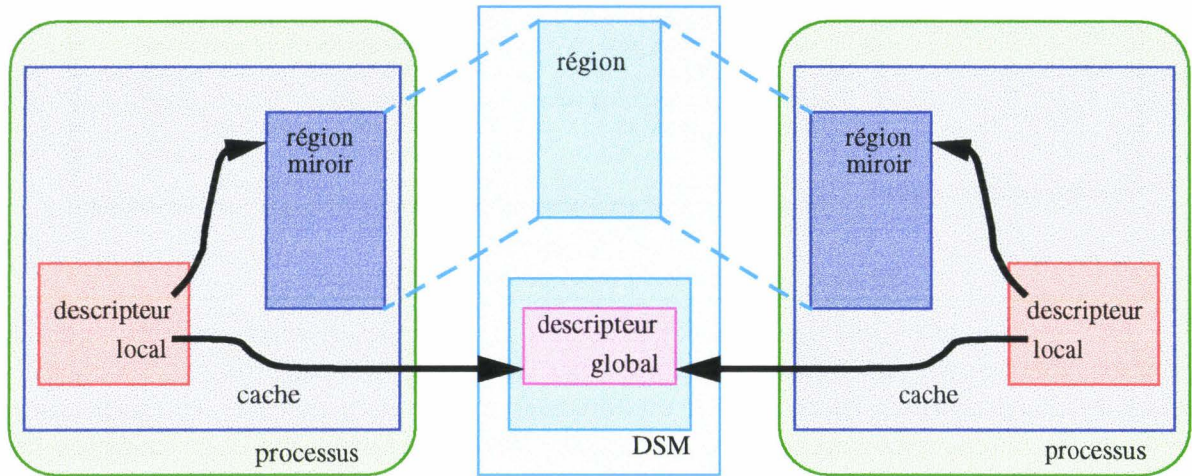 région
miroir
descripteur
local
cache
processus
région
descripteur
global
DSM
région
miroir
descripteur
local
cache
processus